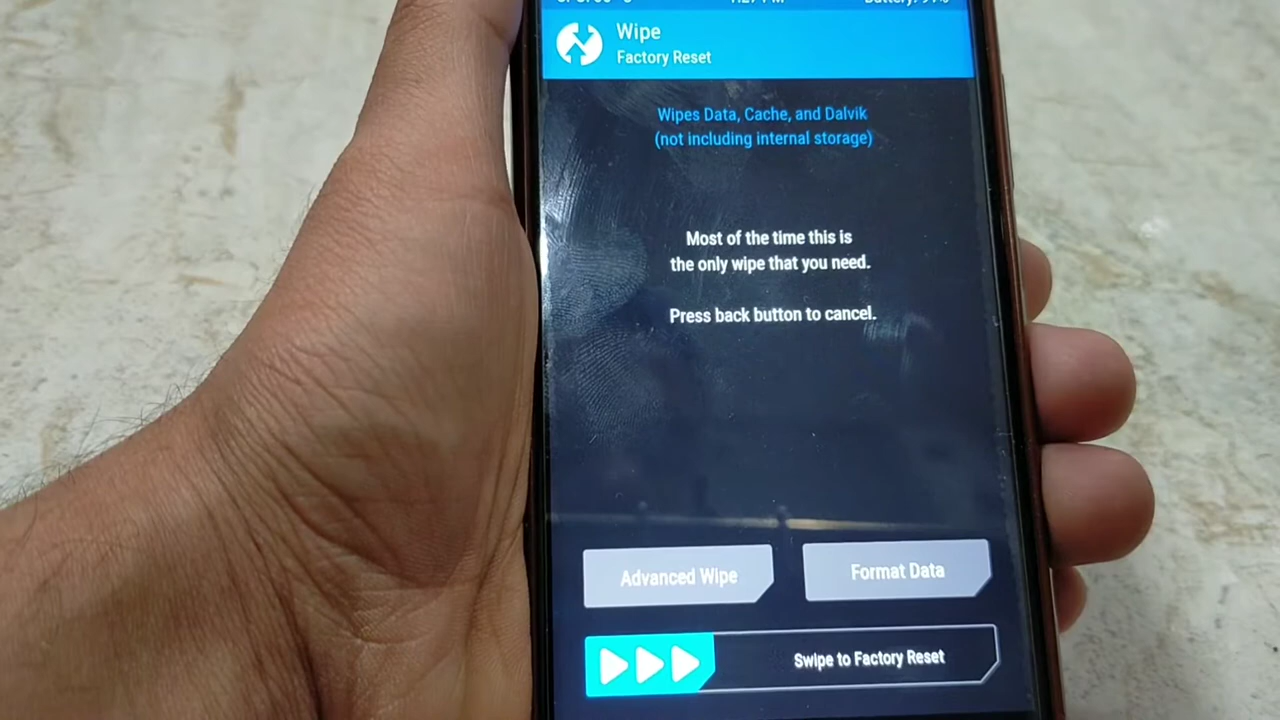 Wipe
Factory Reset
Wipes Data, Cache, and Dalvik
(not including internal storage)
Most of the time this is
the only wipe that you need.
Press back button to cancel.
Advanced Wipe
Format Data
Swipe to Factory Reset